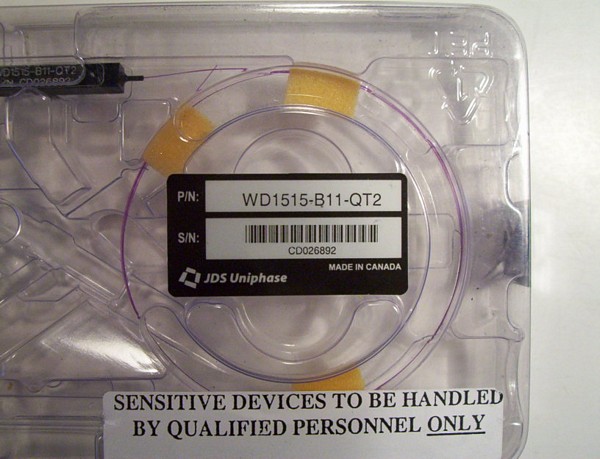 WD1515-B11-QT2
CD026892
P/N: WD1515-B11-QT2
S/N:
CD026892
MADE IN CANADA
JDS Uniphase
SENSITIVE DEVICES TO BE HANDLED
BY QUALIFIED PERSONNEL ONLY